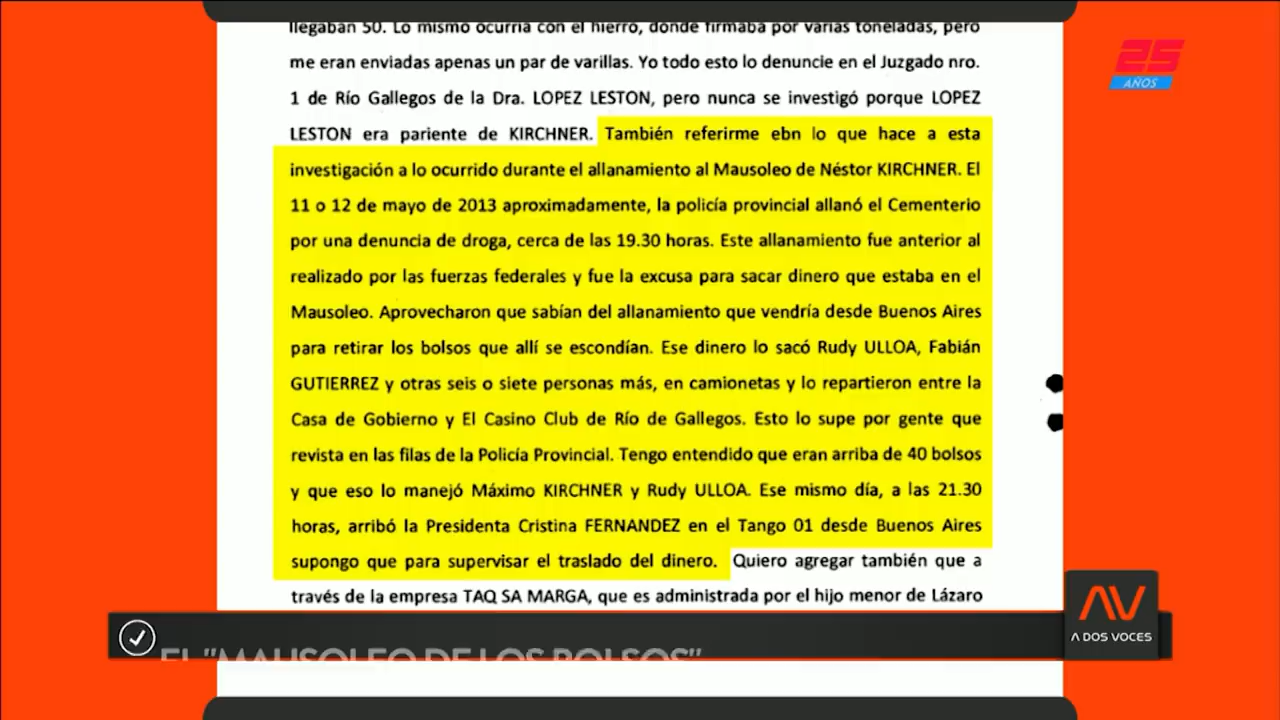 llegaban 50. Lo mismo ocurría con el hierro, donde firmaba por varias toneladas, pero
me eran enviadas apenas un par de varillas. Yo todo esto lo denuncie en el Juzgado nro.
1 de Río Gallegos de la Dra. LOPEZ LESTON, pero nunca se investigó porque LOPEZ
LESTON era pariente de KIRCHNER. También referirme ebn lo que hace a esta
investigación a lo ocurrido durante el allanamiento al Mausoleo de Néstor KIRCHNER. El
11 o 12 de mayo de 2013 aproximadamente, la policía provincial allanó el Cementerio
por una denuncia de droga, cerca de las 19.30 horas. Este allanamiento fue anterior al
realizado por las fuerzas federales y fue la excusa para sacar dinero que estaba en el
Mausoleo. Aprovecharon que sabían del allanamiento que vendría desde Buenos Aires
para retirar los bolsos que allí se escondían. Ese dinero lo sacó Rudy ULLOA, Fabián
GUTIERREZ y otras seis o siete personas más, en camionetas y lo repartieron entre la
Casa de Gobierno y El Casino Club de Río de Gallegos. Esto lo supe por gente que
revista en las filas de la Policía Provincial. Tengo entendido que eran arriba de 40 bolsos
y que eso lo manejó Máximo KIRCHNER y Rudy ULLOA. Ese mismo día, a las 21.30
horas, arribó la Presidenta Cristina FERNANDEZ en el Tango 01 desde Buenos Aires
supongo que para supervisar el traslado del dinero. Quiero agregar también que a
través de la empresa TAQ SA MARGA, que es administrada por el hijo menor de Lázaro
25
AÑOS
AV
A DOS VOCES
EL "MAUSOLEO DE LOS BOLSOS"